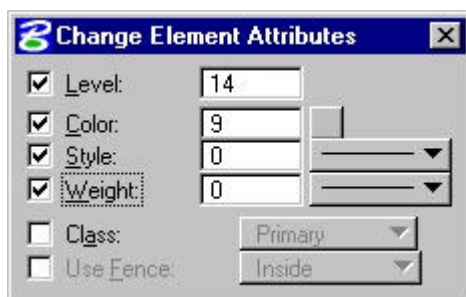 Change Element Attributes
Level: 14
Color: 9
Style: 0
Weight: 0
Class: Primary
Use Fence: Inside